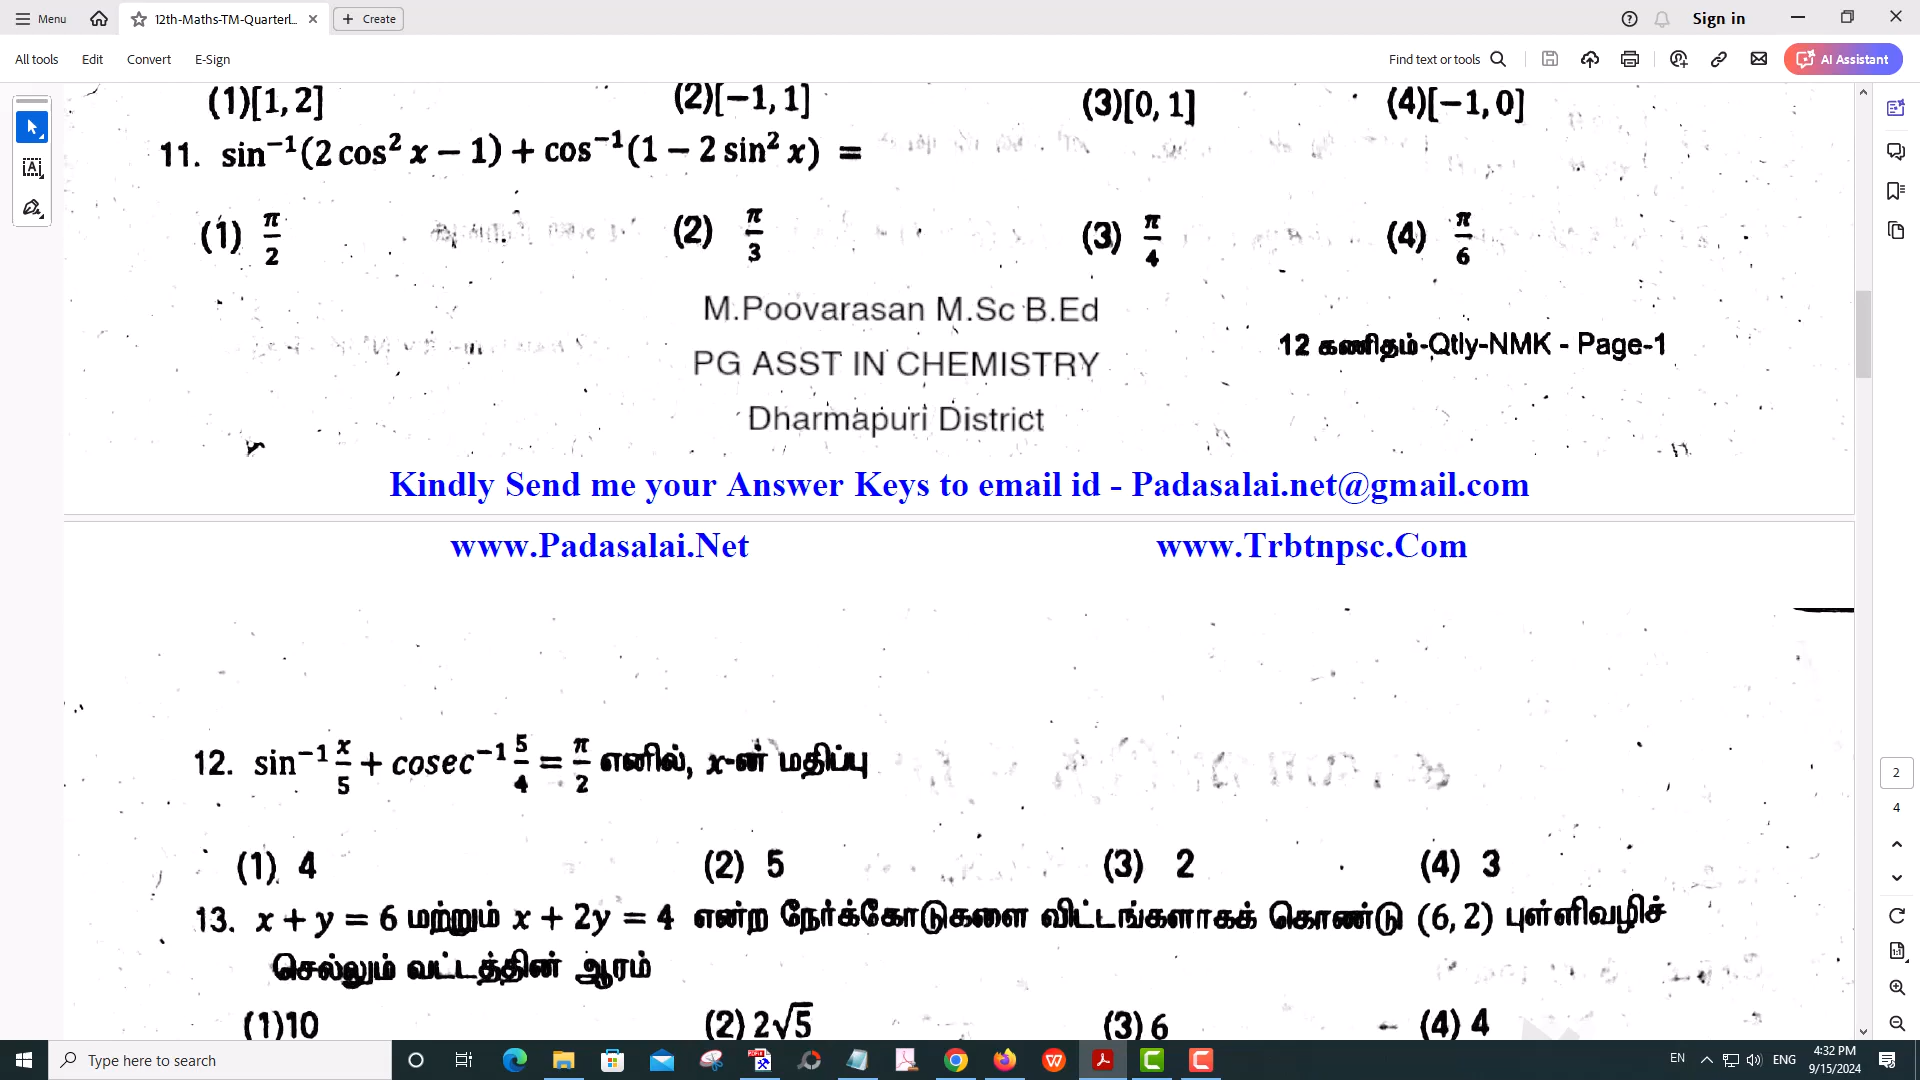 Menu
12th-Maths-TM-Quarterl...
Create
Sign in
All tools Edit Convert E-Sign
Find text or tools
AI Assistant
(1)[1, 2] (2)[−1, 1] (3)[0, 1] (4)[−1, 0]
11. sin⁻¹(2 cos² x − 1) + cos⁻¹(1 − 2 sin² x) =
(1) π/2 (2) π/3 (3) π/4 (4) π/6
M.Poovarasan M.Sc B.Ed
PG ASST IN CHEMISTRY
12 கணிதம்-Qtly-NMK - Page-1
Dharmapuri District
Kindly Send me your Answer Keys to email id - Padasalai.net@gmail.com
www.Padasalai.Net www.Trbtnpsc.Com
12. sin⁻¹ x/5 + cosec⁻¹ 5/4 = π/2 எனில், x-ன் மதிப்பு
(1) 4 (2) 5 (3) 2 (4) 3
13. x + y = 6 மற்றும் x + 2y = 4 என்ற நேர்க்கோடுகளை விட்டங்களாகக் கொண்டு (6, 2) புள்ளிவழிச்
செல்லும் வட்டத்தின் ஆரம்
(1)10 (2) 2√5 (3) 6 (4) 4
2
4
Type here to search
EN
ENG
4:32 PM
9/15/2024